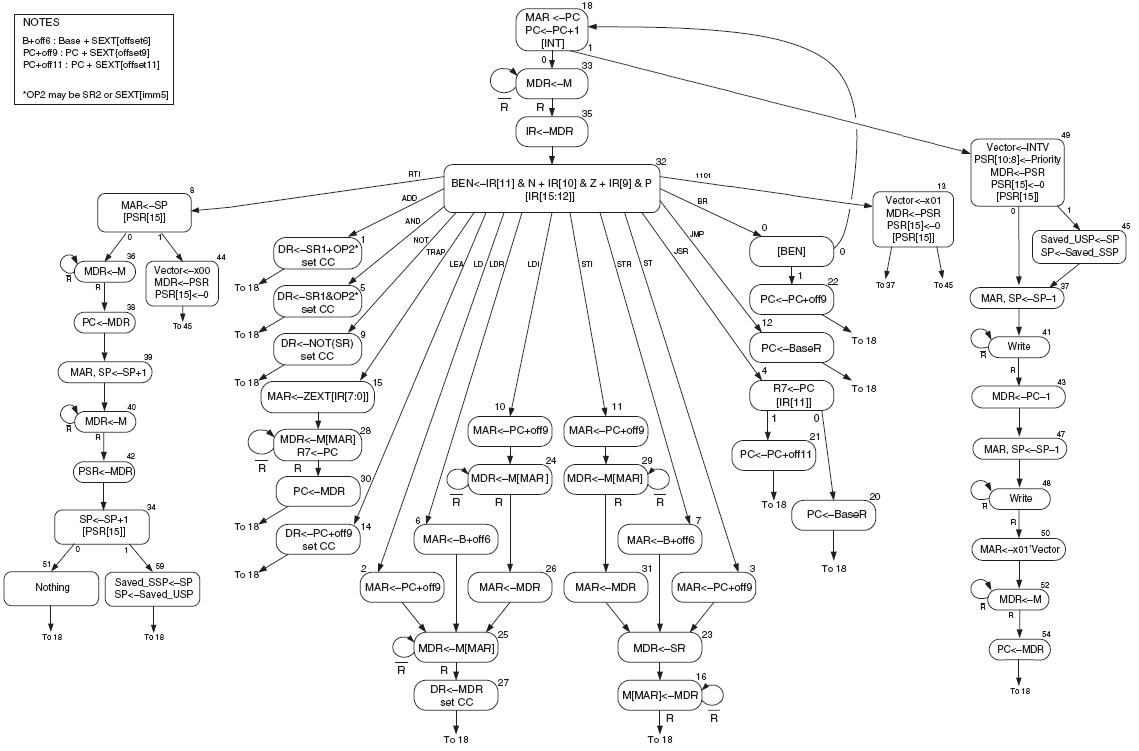 NOTES
B+off6 : Base + SEXT[offset6]
PC+off9 : PC + SEXT[offset9]
PC+off11 : PC + SEXT[offset11]
*OP2 may be SR2 or SEXT[imm5]
18
MAR <–PC
PC<–PC+1
[INT]
0
1
33
MDR<–M
R
R
35
IR<–MDR
32
BEN<–IR[11] & N + IR[10] & Z + IR[9] & P
[IR[15:12]]
RTI
ADD
AND
NOT
TRAP
LEA
LD
LDR
LDI
STI
STR
ST
JSR
JMP
BR
1101
8
MAR<–SP
[PSR[15]]
0
1
36
MDR<–M
R
R
44
Vector<–x00
MDR<–PSR
PSR[15]<–0
To 45
38
PC<–MDR
39
MAR, SP<–SP+1
40
MDR<–M
R
R
42
PSR<–MDR
34
SP<–SP+1
[PSR[15]]
0
1
51
Nothing
To 18
59
Saved_SSP<–SP
SP<–Saved_USP
To 18
1
DR<–SR1+OP2*
set CC
To 18
5
DR<–SR1&OP2*
set CC
To 18
9
DR<–NOT(SR)
set CC
To 18
15
MAR<–ZEXT[IR[7:0]]
28
MDR<–M[MAR]
R7<–PC
R
R
30
PC<–MDR
To 18
14
DR<–PC+off9
set CC
To 18
2
MAR<–PC+off9
6
MAR<–B+off6
10
MAR<–PC+off9
24
MDR<–M[MAR]
R
R
26
MAR<–MDR
25
MDR<–M[MAR]
R
R
27
DR<–MDR
set CC
To 18
11
MAR<–PC+off9
29
MDR<–M[MAR]
R
R
31
MAR<–MDR
7
MAR<–B+off6
3
MAR<–PC+off9
23
MDR<–SR
16
M[MAR]<–MDR
R
R
To 18
0
[BEN]
0
1
22
PC<–PC+off9
To 18
12
PC<–BaseR
To 18
4
R7<–PC
[IR[11]]
1
0
21
PC<–PC+off11
To 18
20
PC<–BaseR
To 18
13
Vector<–x01
MDR<–PSR
PSR[15]<–0
[PSR[15]]
To 37
To 45
49
Vector<–INTV
PSR[10:8]<–Priority
MDR<–PSR
PSR[15]<–0
[PSR[15]]
0
1
45
Saved_USP<–SP
SP<–Saved_SSP
37
MAR, SP<–SP–1
41
Write
R
R
43
MDR<–PC–1
47
MAR, SP<–SP–1
48
Write
R
R
50
MAR<–x01'Vector
52
MDR<–M
R
R
54
PC<–MDR
To 18